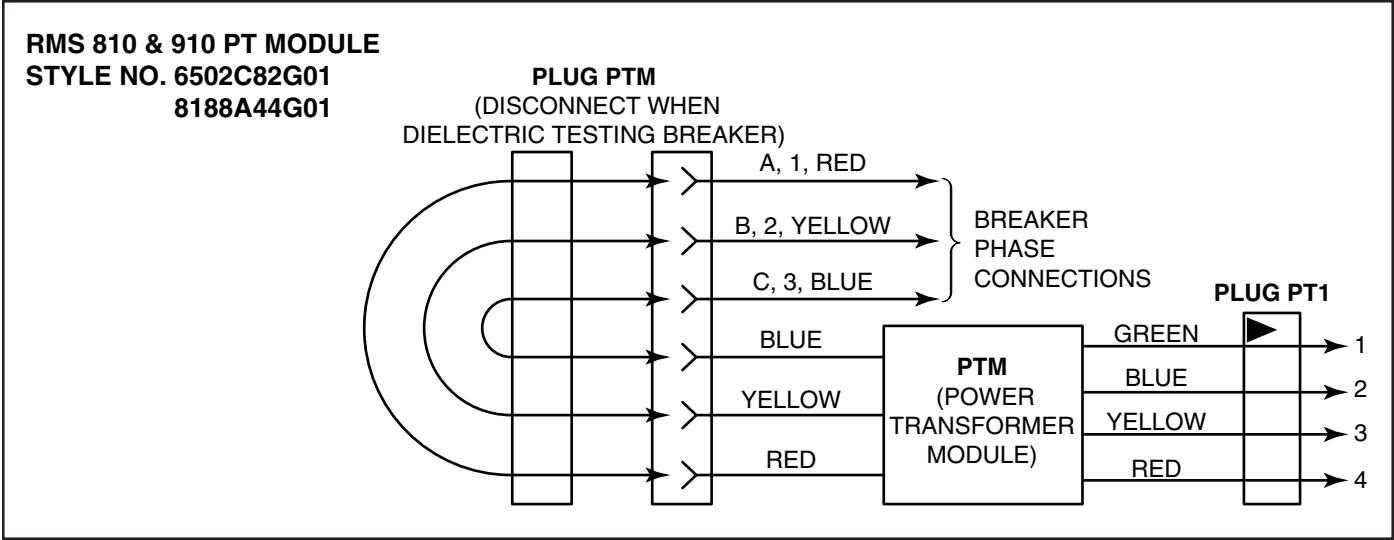 RMS 810 & 910 PT MODULE
STYLE NO. 6502C82G01
8188A44G01
PLUG PTM
(DISCONNECT WHEN
DIELECTRIC TESTING BREAKER)
A, 1, RED
B, 2, YELLOW
C, 3, BLUE
BREAKER
PHASE
CONNECTIONS
BLUE
YELLOW
RED
PTM
(POWER
TRANSFORMER
MODULE)
PLUG PT1
GREEN
1
BLUE
2
YELLOW
3
RED
4